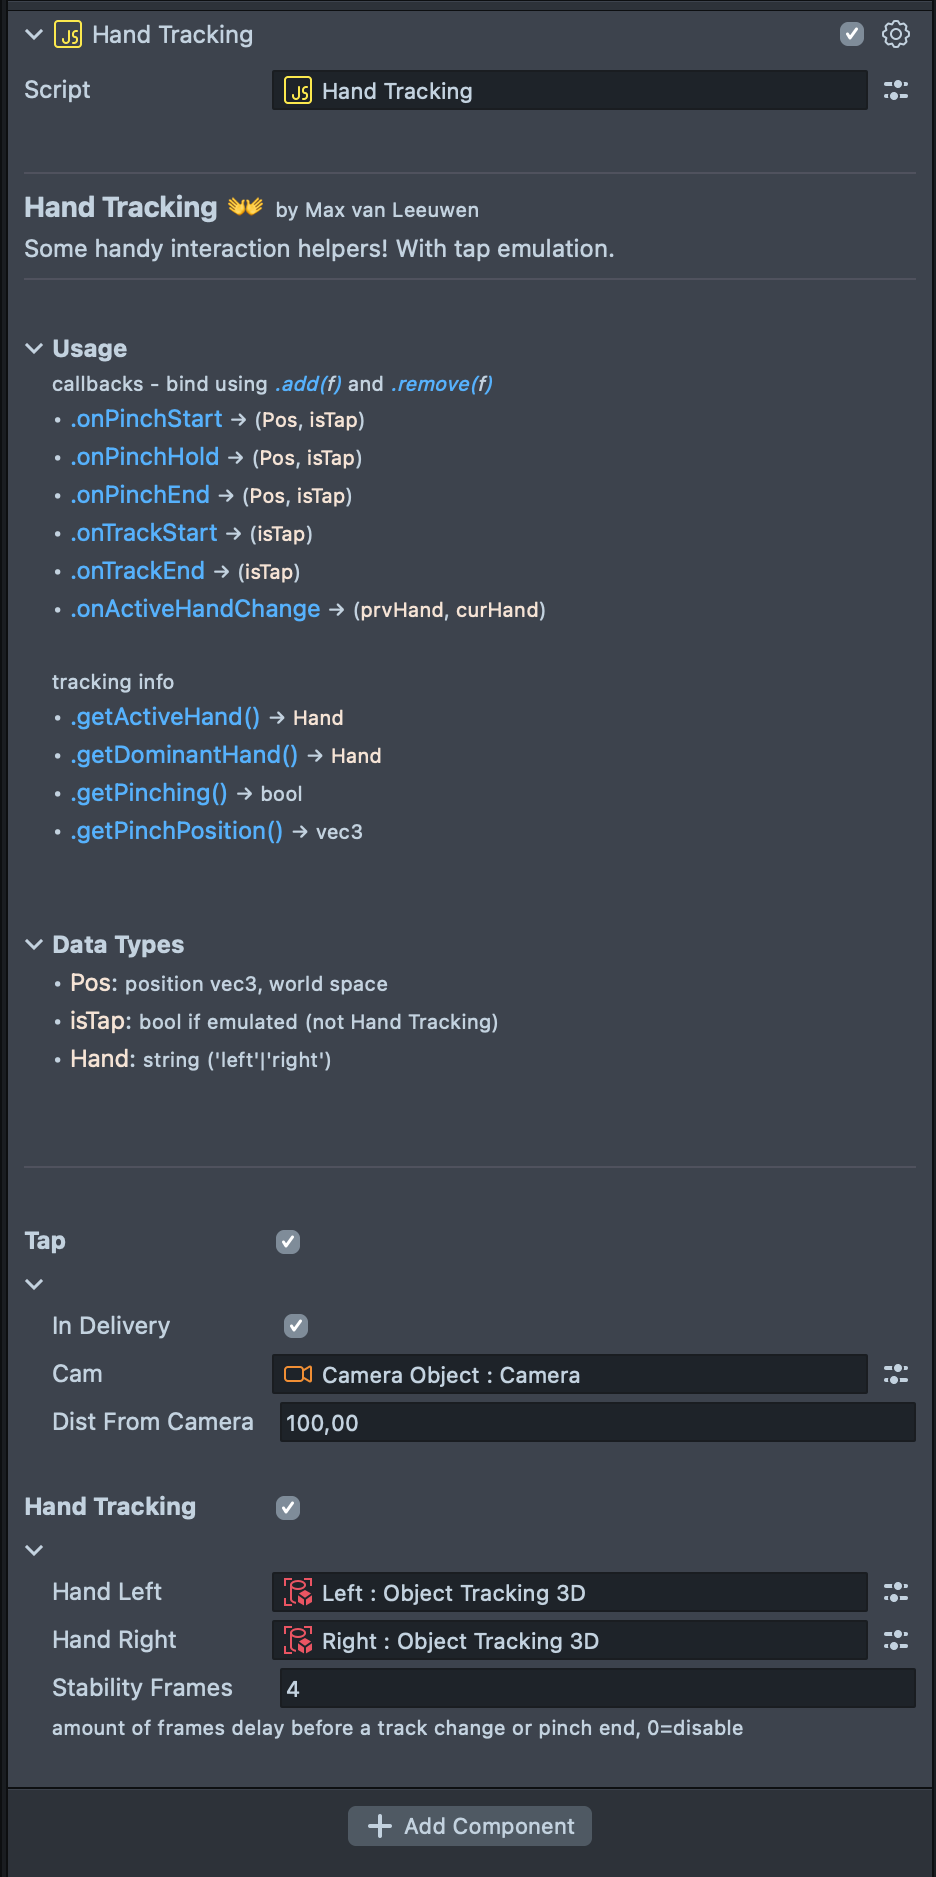 JS Hand Tracking
Script
JS Hand Tracking
Hand Tracking 👐 by Max van Leeuwen
Some handy interaction helpers! With tap emulation.
Usage
callbacks - bind using .add(f) and .remove(f)
• .onPinchStart → (Pos, isTap)
• .onPinchHold → (Pos, isTap)
• .onPinchEnd → (Pos, isTap)
• .onTrackStart → (isTap)
• .onTrackEnd → (isTap)
• .onActiveHandChange → (prvHand, curHand)
tracking info
• .getActiveHand() → Hand
• .getDominantHand() → Hand
• .getPinching() → bool
• .getPinchPosition() → vec3
Data Types
• Pos: position vec3, world space
• isTap: bool if emulated (not Hand Tracking)
• Hand: string ('left'|'right')
Tap
In Delivery
Cam
Camera Object : Camera
Dist From Camera
100,00
Hand Tracking
Hand Left
Left : Object Tracking 3D
Hand Right
Right : Object Tracking 3D
Stability Frames
4
amount of frames delay before a track change or pinch end, 0=disable
+ Add Component